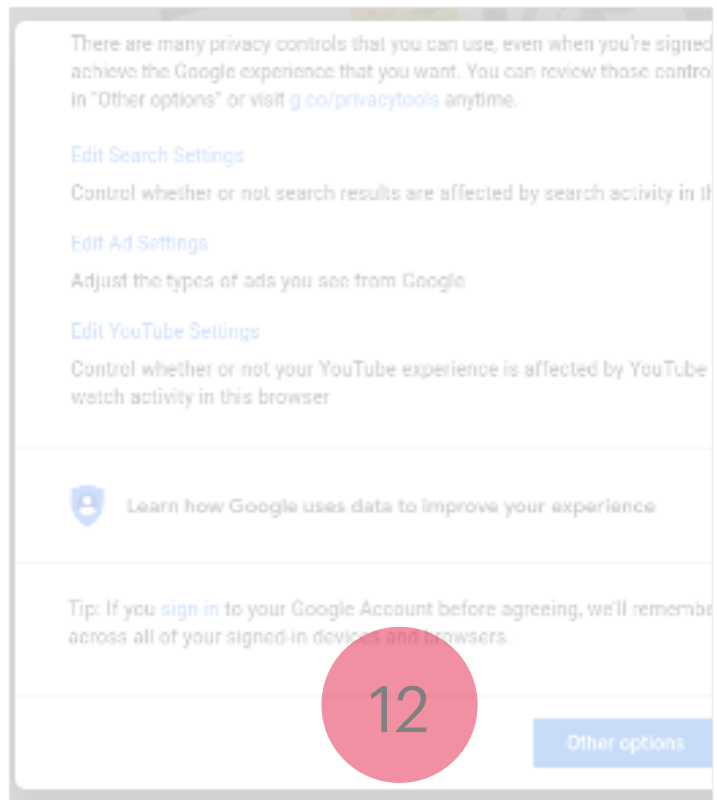 There are many privacy controls that you can use, even when you're signed
achieve the Google experience that you want. You can review those contro
in "Other options" or visit g.co/privacytools anytime.
Edit Search Settings
Control whether or not search results are affected by search activity in th
Edit Ad Settings
Adjust the types of ads you see from Google
Edit YouTube Settings
Control whether or not your YouTube experience is affected by YouTube
watch activity in this browser
Learn how Google uses data to improve your experience
Tip: If you sign in to your Google Account before agreeing, we'll remembe
across all of your signed-in devices and browsers.
12
Other options